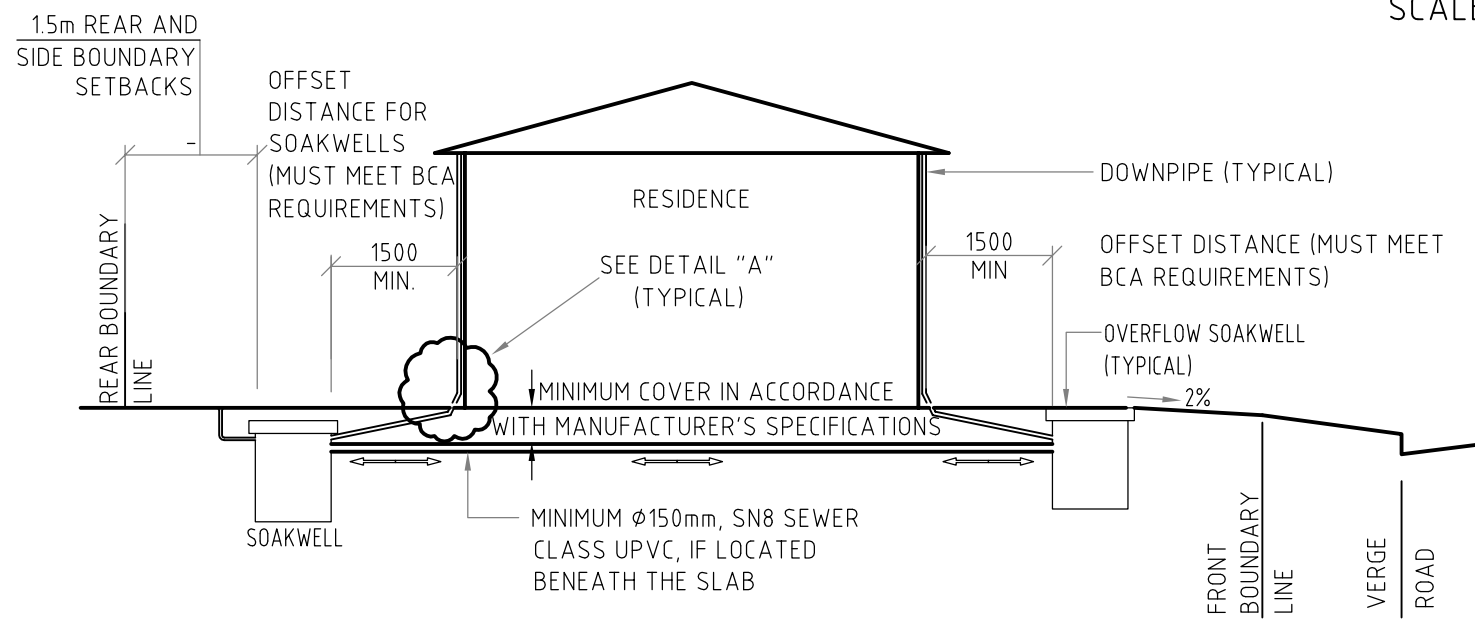 SCALE
1.5m REAR AND
SIDE BOUNDARY
SETBACKS
-
OFFSET
DISTANCE FOR
SOAKWELLS
(MUST MEET BCA
REQUIREMENTS)
1500
MIN.
REAR BOUNDARY
LINE
RESIDENCE
SEE DETAIL "A"
(TYPICAL)
DOWNPIPE (TYPICAL)
1500
MIN
OFFSET DISTANCE (MUST MEET
BCA REQUIREMENTS)
OVERFLOW SOAKWELL
(TYPICAL)
2%
MINIMUM COVER IN ACCORDANCE
WITH MANUFACTURER'S SPECIFICATIONS
SOAKWELL
MINIMUM ϕ150mm, SN8 SEWER
CLASS UPVC, IF LOCATED
BENEATH THE SLAB
FRONT
BOUNDARY
LINE
VERGE
ROAD